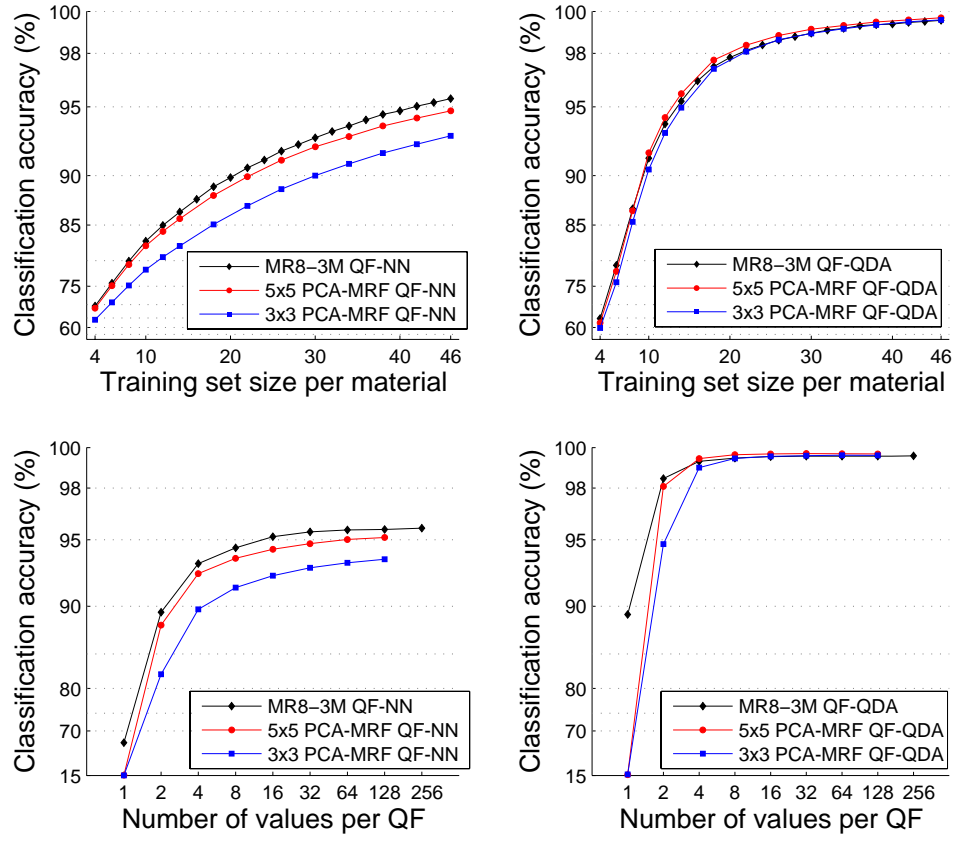 Classification accuracy (%)
100
98
95
90
85
75
60
4
10
20
30
40
46
Training set size per material
MR8−3M QF-NN
5x5 PCA-MRF QF-NN
3x3 PCA-MRF QF-NN
Classification accuracy (%)
100
98
95
90
85
75
60
4
10
20
30
40
46
Training set size per material
MR8−3M QF-QDA
5x5 PCA-MRF QF-QDA
3x3 PCA-MRF QF-QDA
Classification accuracy (%)
100
98
95
90
80
70
15
1
2
4
8
16
32
64
128
256
Number of values per QF
MR8−3M QF-NN
5x5 PCA-MRF QF-NN
3x3 PCA-MRF QF-NN
Classification accuracy (%)
100
98
95
90
80
70
15
1
2
4
8
16
32
64
128
256
Number of values per QF
MR8−3M QF-QDA
5x5 PCA-MRF QF-QDA
3x3 PCA-MRF QF-QDA